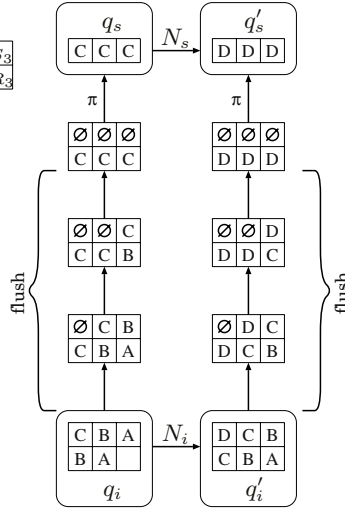 q_s N_s q'_s
C C C D D D
π π
∅ ∅ ∅ ∅ ∅ ∅
C C C D D D
∅ ∅ C ∅ ∅ D
C C B D D C
flush flush
∅ C B ∅ D C
C B A D C B
C B A N_i D C B
B A C B A
q_i q'_i